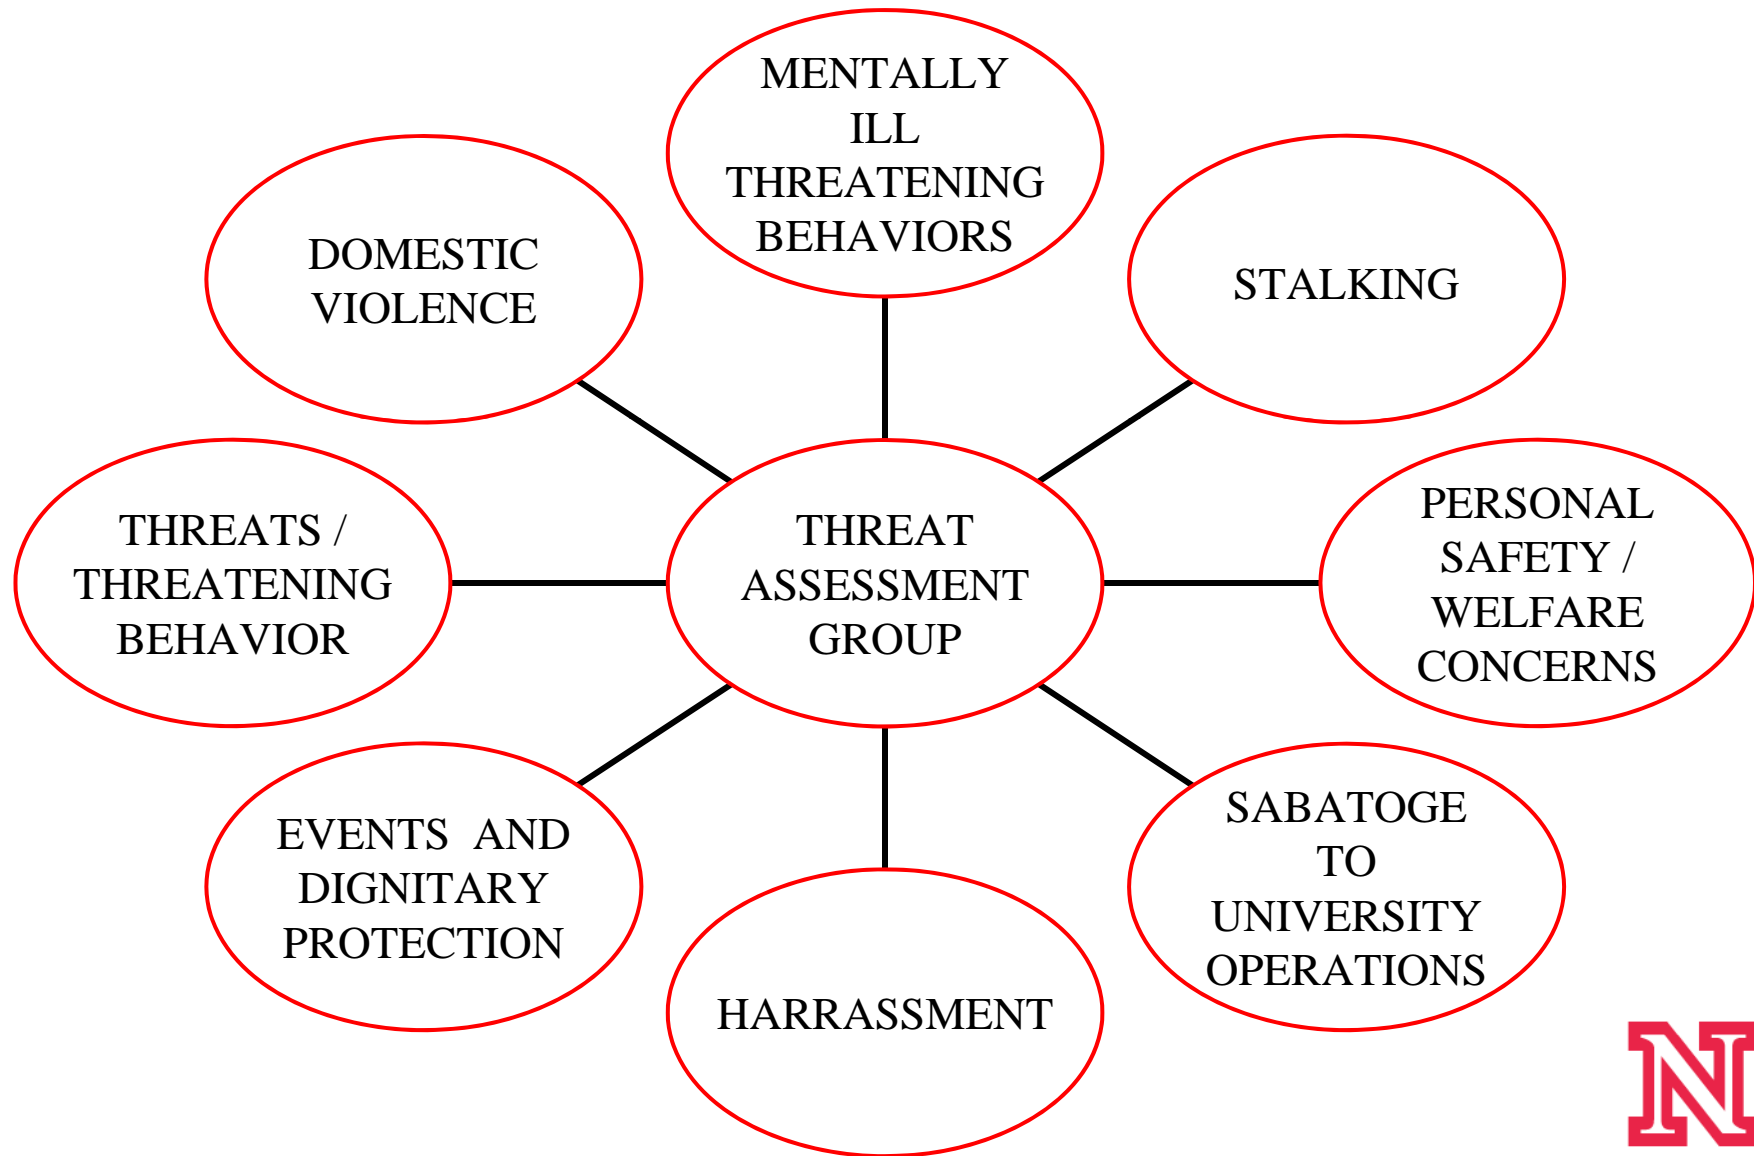 MENTALLY
ILL
THREATENING
BEHAVIORS
DOMESTIC
VIOLENCE
STALKING
THREATS /
THREATENING
BEHAVIOR
THREAT
ASSESSMENT
GROUP
PERSONAL
SAFETY /
WELFARE
CONCERNS
EVENTS AND
DIGNITARY
PROTECTION
SABATOGE
TO
UNIVERSITY
OPERATIONS
HARRASSMENT
N